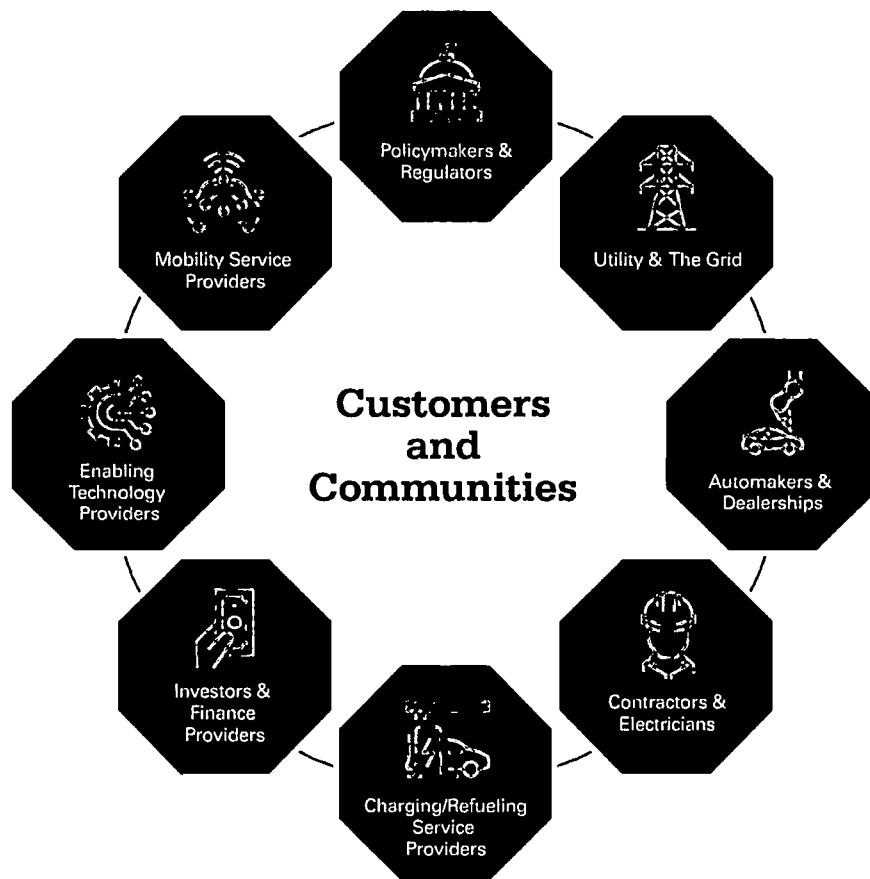 Policymakers &
Regulators
Utility & The Grid
Automakers &
Dealerships
Contractors &
Electricians
Charging/Refueling
Service
Providers
Investors &
Finance
Providers
Enabling
Technology
Providers
Mobility Service
Providers
Customers
and
Communities